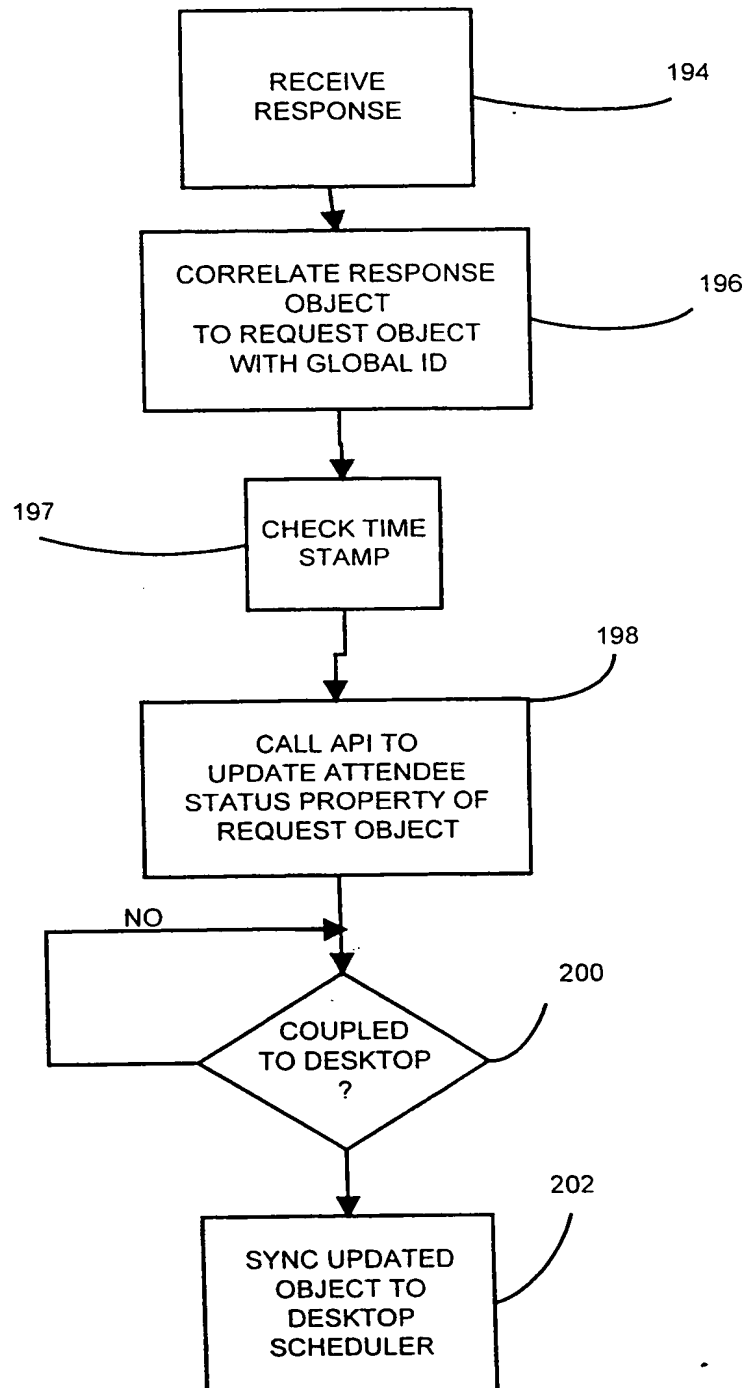 RECEIVE
RESPONSE
194
CORRELATE RESPONSE
OBJECT
TO REQUEST OBJECT
WITH GLOBAL ID
196
197
CHECK TIME
STAMP
198
CALL API TO
UPDATE ATTENDEE
STATUS PROPERTY OF
REQUEST OBJECT
NO
200
COUPLED
TO DESKTOP
?
202
SYNC UPDATED
OBJECT TO
DESKTOP
SCHEDULER